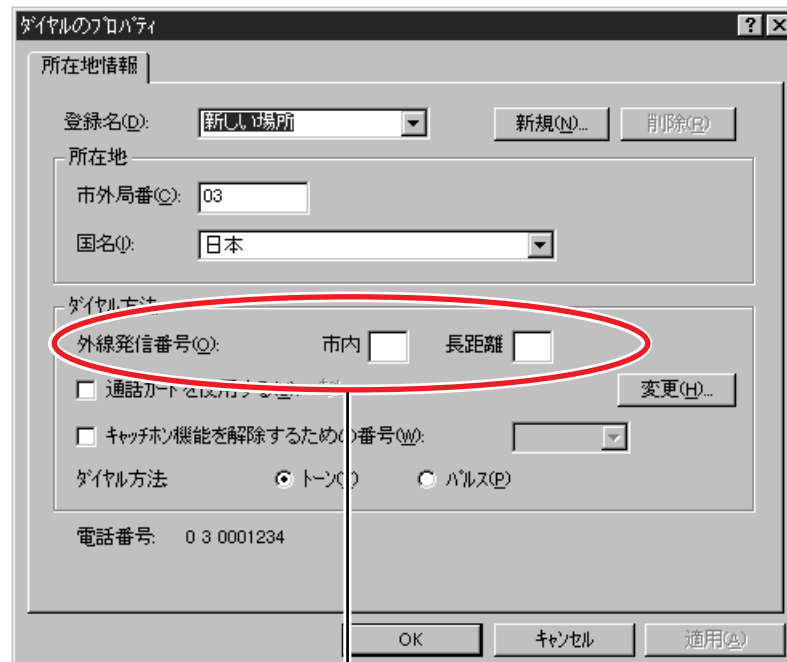 ﾀﾞｲﾔﾙのﾌﾟﾛﾊﾟﾃｨ
所在地情報
登録名(D): 新しい場所 新規(N)... 削除(R)
所在地
市外局番(C): 03
国名(I): 日本
ﾀﾞｲﾔﾙ方法
外線発信番号(O): 市内 長距離
通話ｶｰﾄﾞを使用する 変更(H)...
ｷｬｯﾁﾎﾝ機能を解除するための番号(W):
ﾀﾞｲﾔﾙ方法 ﾄｰﾝ ﾊﾟﾙｽ(P)
電話番号: 0 3 0001234
OK ｷｬﾝｾﾙ 適用(A)